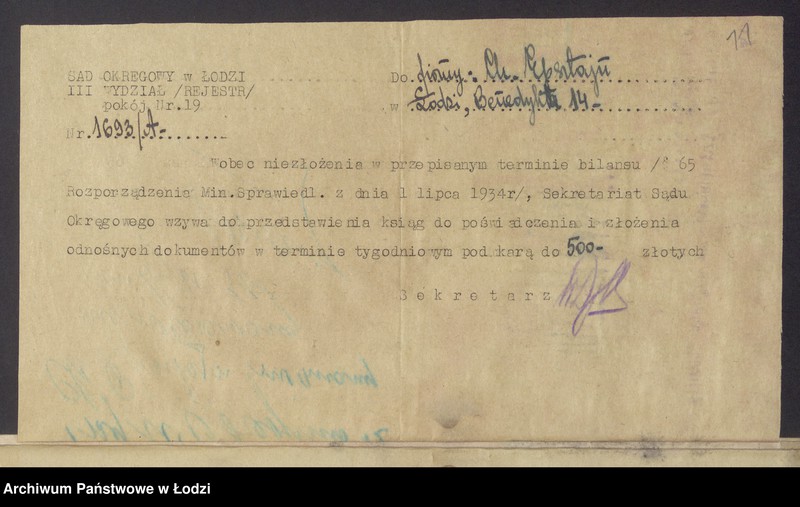 11
SAD OKREGOWY w ŁODZI
III WYDZIAŁ /REJESTR/
pokój Nr.19
Nr. 1693/A-
Do firmy: Ch. Epsztajn
w Łodzi, Benedykta 14-
Wobec niezłożenia w przepisanym terminie bilansu /§ 65
Rozporządzenia Min.Sprawiedl. z dnia 1 lipca 1934r/, Sekretariat Sądu
Okręgowego wzywa do przedstawienia ksiąg do poświadczenia i złożenia
odnośnych dokumentów w terminie tygodniowym pod karą do 500- złotych
Sekretarz
Archiwum Państwowe w Łodzi